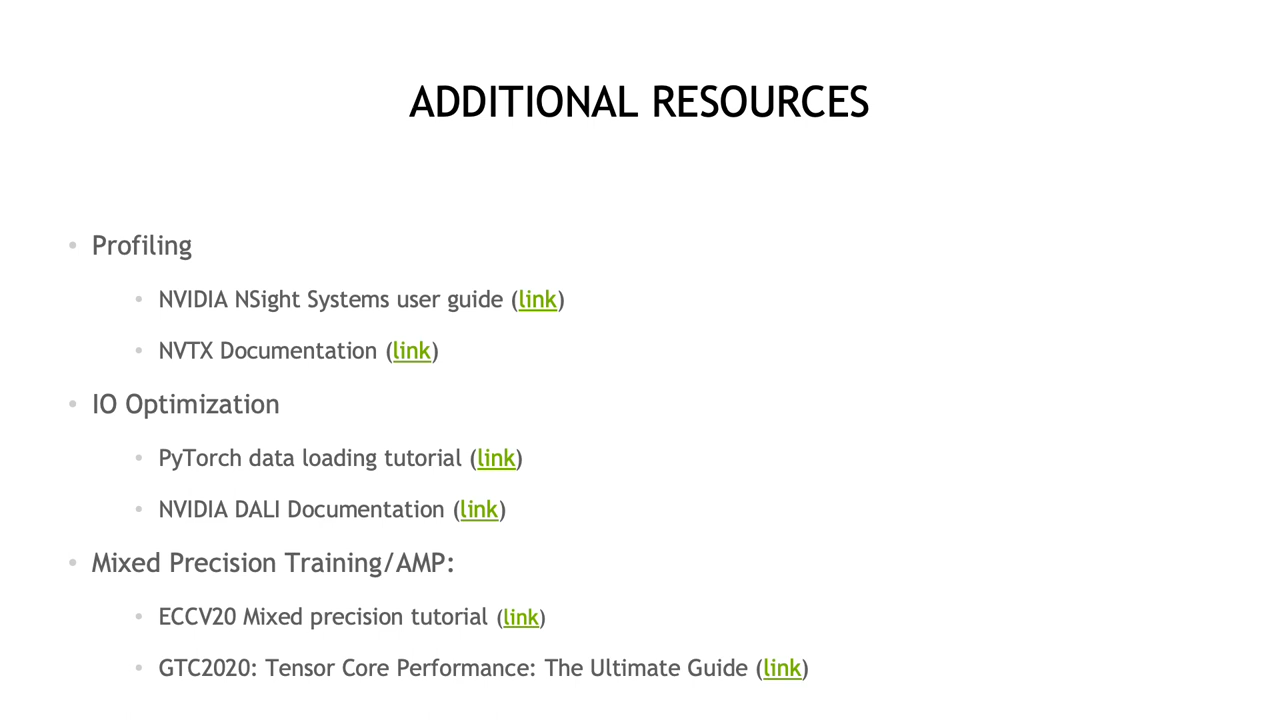 ADDITIONAL RESOURCES
• Profiling
• NVIDIA NSight Systems user guide (link)
• NVTX Documentation (link)
• IO Optimization
• PyTorch data loading tutorial (link)
• NVIDIA DALI Documentation (link)
• Mixed Precision Training/AMP:
• ECCV20 Mixed precision tutorial (link)
• GTC2020: Tensor Core Performance: The Ultimate Guide (link)